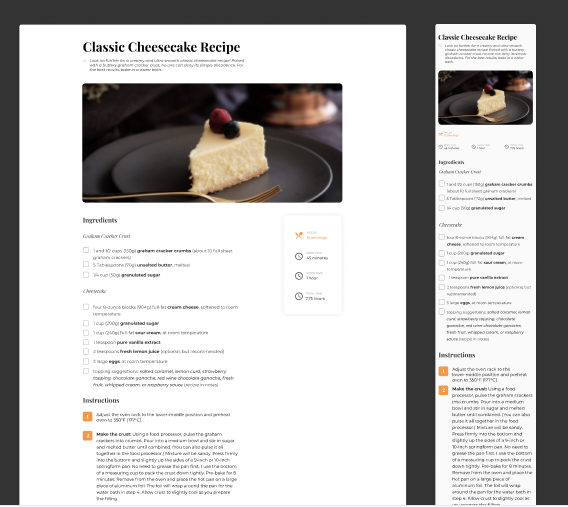 Classic Cheesecake Recipe
Look no further for a creamy and ultra smooth classic cheesecake recipe! Paired
with a buttery graham cracker crust, no one can deny its simple decadence. For
the best results, bake in a water bath.
Ingredients
Graham Cracker Crust
1 and 1/2 cups (150g) graham cracker crumbs (about 10 full sheet
graham crackers)
5 Tablespoons (70g) unsalted butter, melted
1/4 cup (50g) granulated sugar
Cheesecake
four 8-ounce blocks (904g) full-fat cream cheese, softened to room
temperature
1 cup (200g) granulated sugar
1 cup (240g) full-fat sour cream, at room temperature
1 teaspoon pure vanilla extract
2 teaspoons fresh lemon juice (optional, but recommended)
3 large eggs, at room temperature
topping suggestions: salted caramel, lemon curd, strawberry
topping, chocolate ganache, red wine chocolate ganache, fresh
fruit, whipped cream, or raspberry sauce (recipe in notes)
45 minutes
1 hour
7.75 hours
Instructions
1 Adjust the oven rack to the lower-middle position and preheat
oven to 350°F (177°C).
2 Make the crust: Using a food processor, pulse the graham
crackers into crumbs. Pour into a medium bowl and stir in sugar
and melted butter until combined. (You can also pulse it all
together in the food processor.) Mixture will be sandy. Press firmly
into the bottom and slightly up the sides of a 9-inch or 10-inch
springform pan. No need to grease the pan first. I use the bottom
of a measuring cup to pack the crust down tightly. Pre-bake for 8
minutes. Remove from the oven and place the hot pan on a large
piece of aluminum foil. The foil will wrap around the pan for the
water bath in step 4. Allow crust to slightly cool as you prepare
the filling.
Classic Cheesecake Recipe
Look no further for a creamy and ultra smooth
classic cheesecake recipe! Paired with a buttery
graham cracker crust, no one can deny its simple
decadence. For the best results, bake in a water
bath.
45 minutes
1 hour
7.75 hours
Ingredients
Graham Cracker Crust
1 and 1/2 cups (150g) graham cracker crumbs
(about 10 full sheet graham crackers)
5 Tablespoons (70g) unsalted butter, melted
1/4 cup (50g) granulated sugar
Cheesecake
four 8-ounce blocks (904g) full-fat cream
cheese, softened to room temperature
1 cup (200g) granulated sugar
1 cup (240g) full-fat sour cream, at room
temperature
1 teaspoon pure vanilla extract
2 teaspoons fresh lemon juice (optional, but
recommended)
3 large eggs, at room temperature
topping suggestions: salted caramel, lemon
curd, strawberry topping, chocolate
ganache, red wine chocolate ganache, fresh
fruit, whipped cream, or raspberry
sauce (recipe in notes)
Instructions
1 Adjust the oven rack to the
lower-middle position and preheat
oven to 350°F (177°C).
2 Make the crust: Using a food
processor, pulse the graham crackers
into crumbs. Pour into a medium
bowl and stir in sugar and melted
butter until combined. (You can also
pulse it all together in the food
processor.) Mixture will be sandy.
Press firmly into the bottom and
slightly up the sides of a 9-inch or
10-inch springform pan. No need to
grease the pan first. I use the bottom
of a measuring cup to pack the crust
down tightly. Pre-bake for 8 minutes.
Remove from the oven and place the
hot pan on a large piece of
aluminum foil. The foil will wrap
around the pan for the water bath in
step 4. Allow crust to slightly cool as